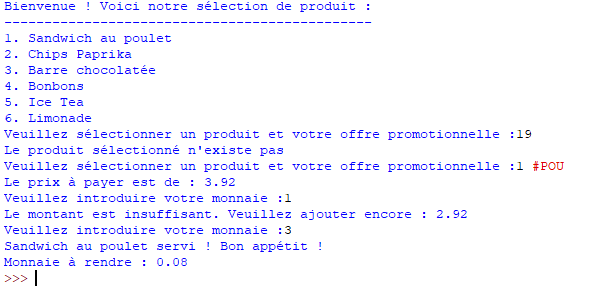 Bienvenue ! Voici notre sélection de produit :
-----------------------------------------------
1. Sandwich au poulet
2. Chips Paprika
3. Barre chocolatée
4. Bonbons
5. Ice Tea
6. Limonade
Veuillez sélectionner un produit et votre offre promotionnelle :19
Le produit sélectionné n'existe pas
Veuillez sélectionner un produit et votre offre promotionnelle :1 #POU
Le prix à payer est de : 3.92
Veuillez introduire votre monnaie :1
Le montant est insuffisant. Veuillez ajouter encore : 2.92
Veuillez introduire votre monnaie :3
Sandwich au poulet servi ! Bon appétit !
Monnaie à rendre : 0.08
>>>